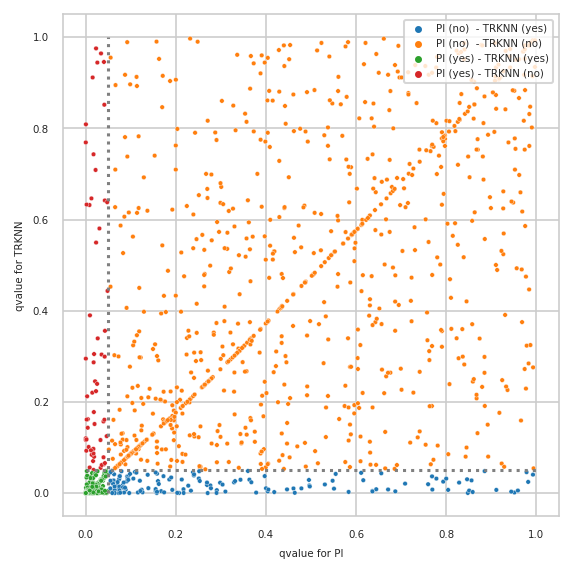 PI (no) - TRKNN (yes)
PI (no) - TRKNN (no)
PI (yes) - TRKNN (yes)
PI (yes) - TRKNN (no)
1.0
0.8
0.6
0.4
0.2
0.0
qvalue for TRKNN
0.0 0.2 0.4 0.6 0.8 1.0
qvalue for PI